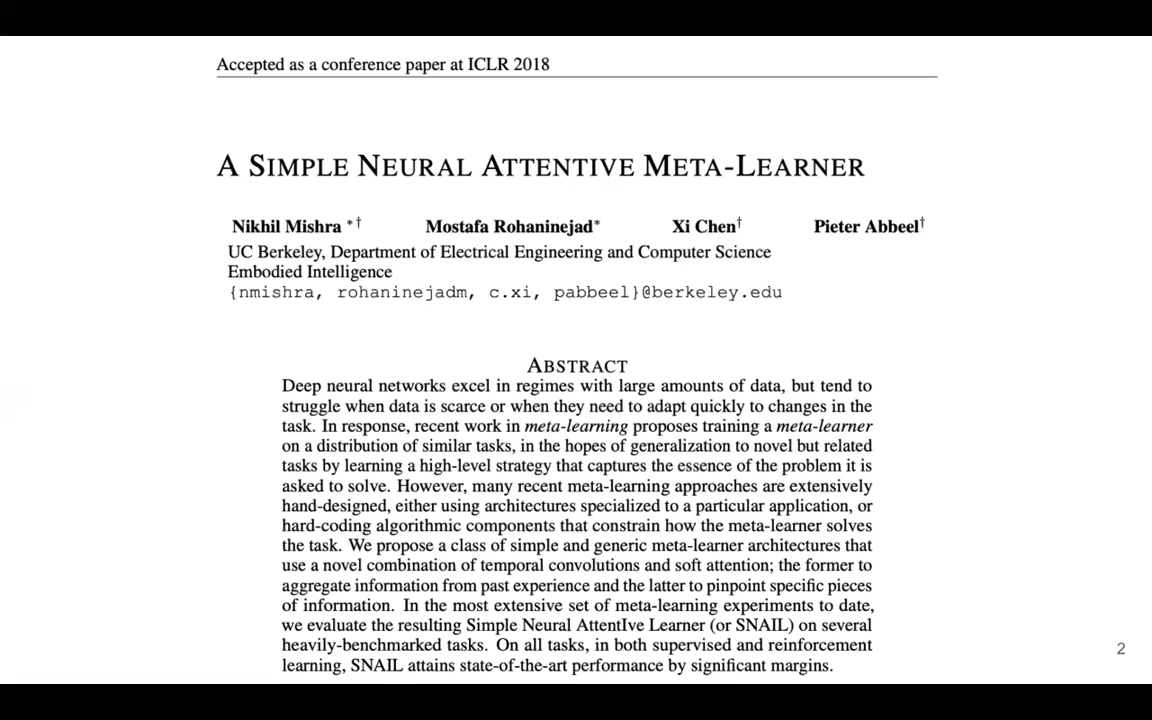 Accepted as a conference paper at ICLR 2018
A SIMPLE NEURAL ATTENTIVE META-LEARNER
Nikhil Mishra *† Mostafa Rohaninejad* Xi Chen† Pieter Abbeel†
UC Berkeley, Department of Electrical Engineering and Computer Science
Embodied Intelligence
{nmishra, rohaninejadm, c.xi, pabbeel}@berkeley.edu
ABSTRACT
Deep neural networks excel in regimes with large amounts of data, but tend to
struggle when data is scarce or when they need to adapt quickly to changes in the
task. In response, recent work in meta-learning proposes training a meta-learner
on a distribution of similar tasks, in the hopes of generalization to novel but related
tasks by learning a high-level strategy that captures the essence of the problem it is
asked to solve. However, many recent meta-learning approaches are extensively
hand-designed, either using architectures specialized to a particular application, or
hard-coding algorithmic components that constrain how the meta-learner solves
the task. We propose a class of simple and generic meta-learner architectures that
use a novel combination of temporal convolutions and soft attention; the former to
aggregate information from past experience and the latter to pinpoint specific pieces
of information. In the most extensive set of meta-learning experiments to date,
we evaluate the resulting Simple Neural AttentIve Learner (or SNAIL) on several
heavily-benchmarked tasks. On all tasks, in both supervised and reinforcement
learning, SNAIL attains state-of-the-art performance by significant margins.
2